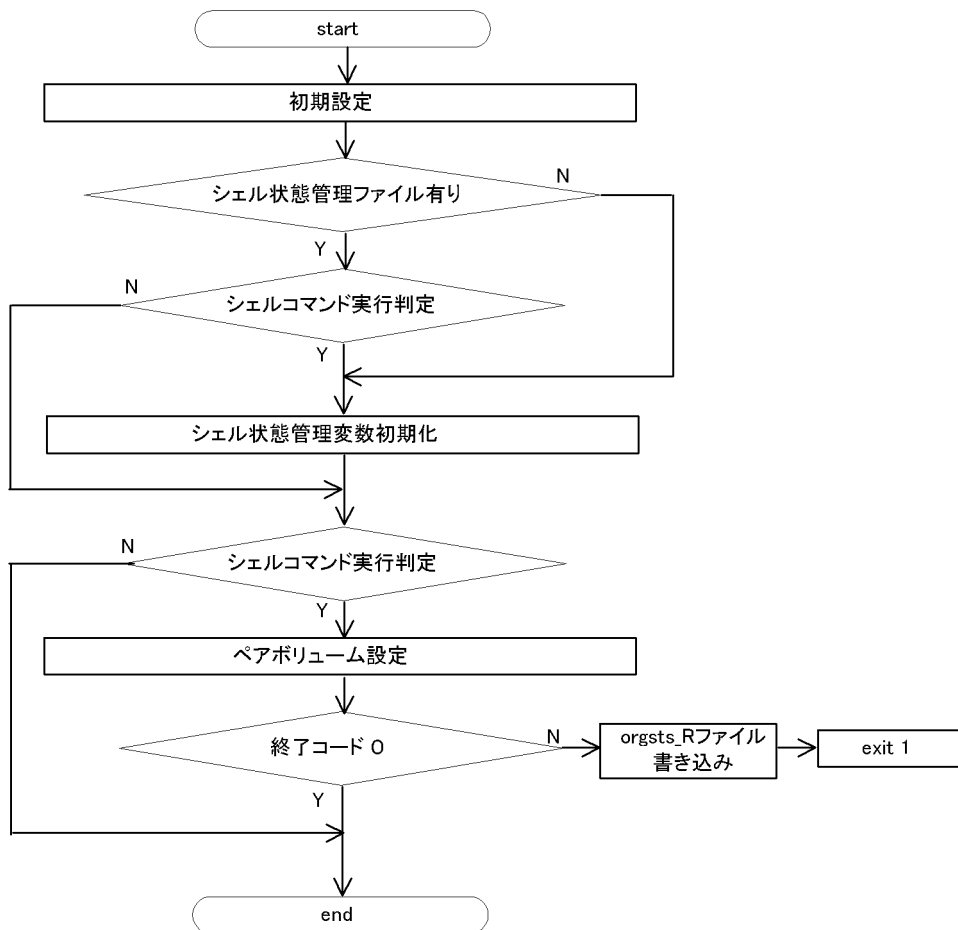 start
初期設定
シェル状態管理ファイル有り
N
Y
N
シェルコマンド実行判定
Y
シェル状態管理変数初期化
N
シェルコマンド実行判定
Y
ペアボリューム設定
終了コード 0
N
orgsts_Rファイル
書き込み
exit 1
Y
end